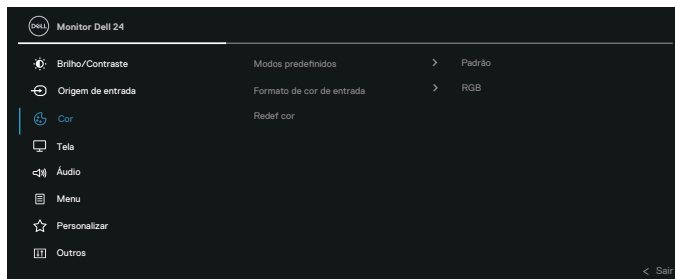 DELL Monitor Dell 24
Brilho/Contraste Modos predefinidos > Padrão
Origem de entrada Formato de cor de entrada > RGB
Cor Redef cor
Tela
Áudio
Menu
Personalizar
Outros
< Sair